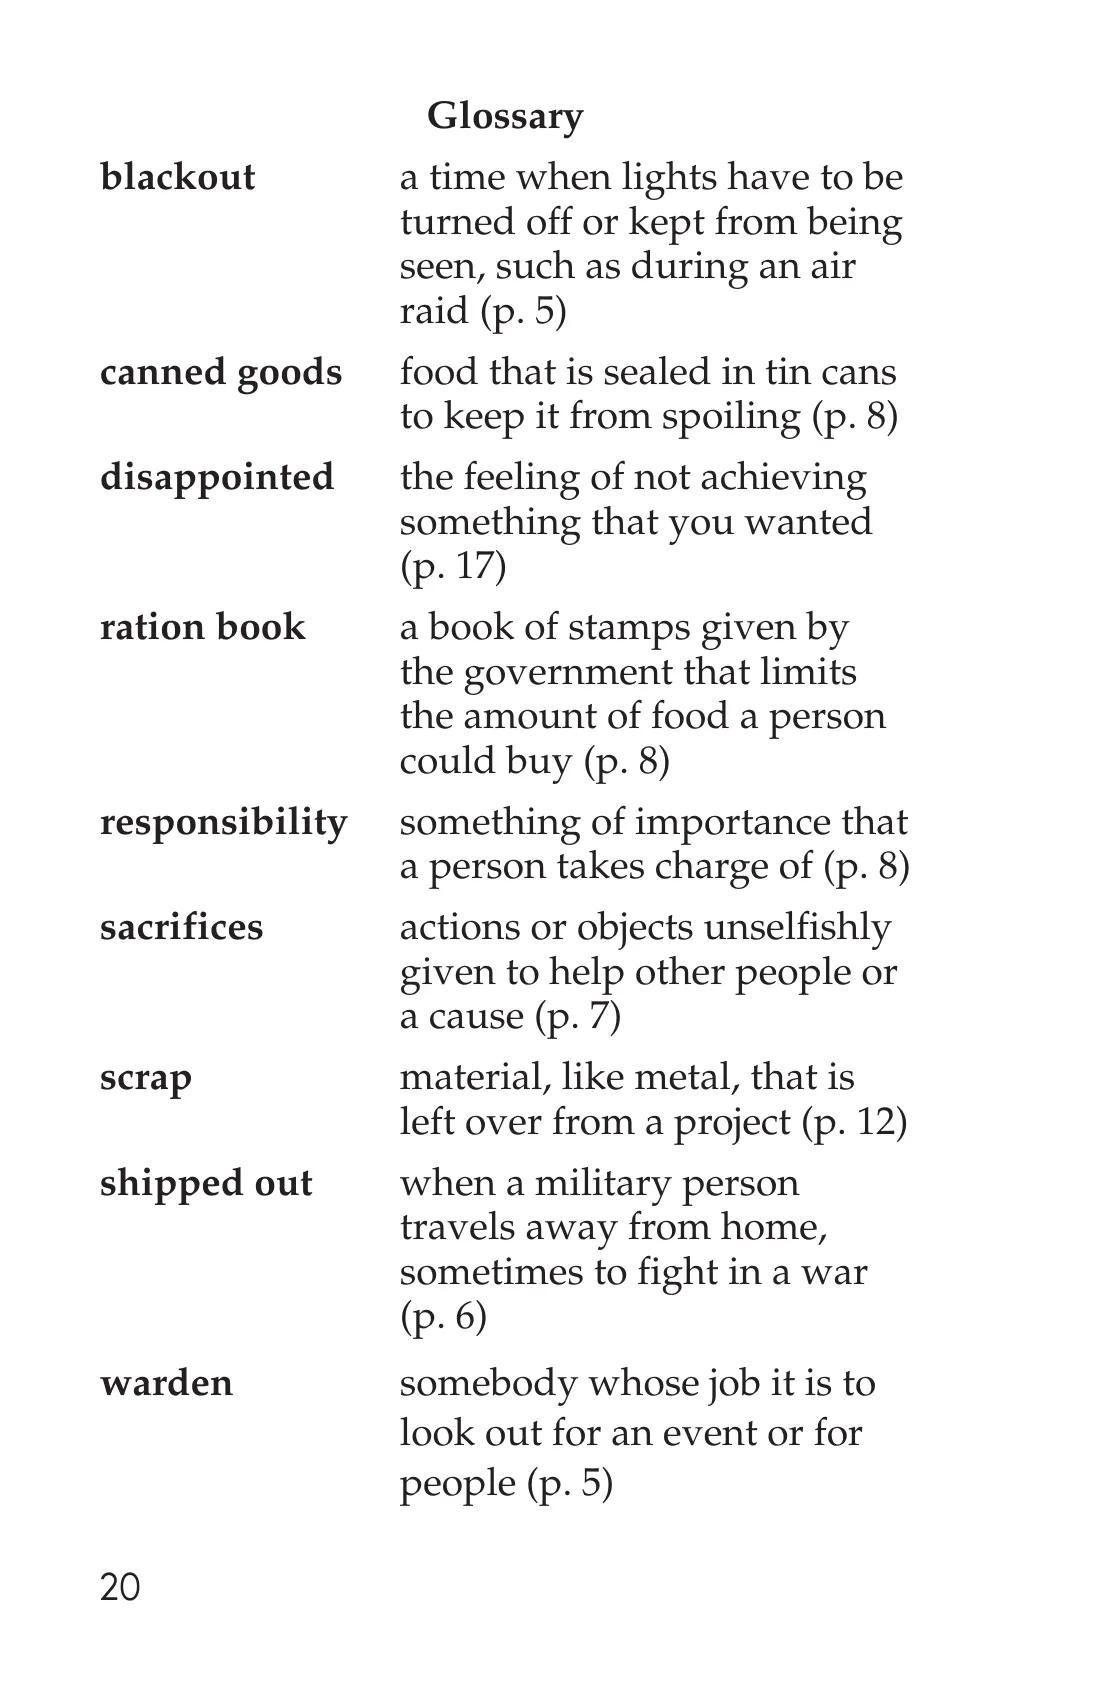 Glossary
blackout a time when lights have to be
turned off or kept from being
seen, such as during an air
raid (p. 5)
canned goods food that is sealed in tin cans
to keep it from spoiling (p. 8)
disappointed the feeling of not achieving
something that you wanted
(p. 17)
ration book a book of stamps given by
the government that limits
the amount of food a person
could buy (p. 8)
responsibility something of importance that
a person takes charge of (p. 8)
sacrifices actions or objects unselfishly
given to help other people or
a cause (p. 7)
scrap material, like metal, that is
left over from a project (p. 12)
shipped out when a military person
travels away from home,
sometimes to fight in a war
(p. 6)
warden somebody whose job it is to
look out for an event or for
people (p. 5)
20